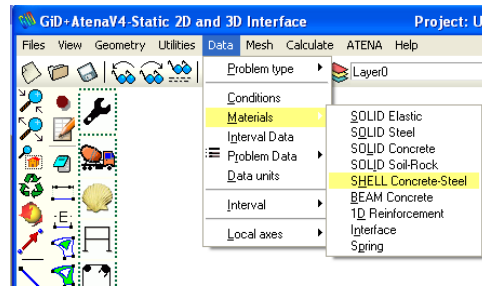 GiD+AtenaV4-Static 2D and 3D Interface Project: U
Files View Geometry Utilities Data Mesh Calculate ATENA Help
Problem type
Layer0
Conditions
Materials
Interval Data
Problem Data
Data units
Interval
Local axes
SOLID Elastic
SOLID Steel
SOLID Concrete
SOLID Soil-Rock
SHELL Concrete-Steel
BEAM Concrete
1D Reinforcement
Interface
Spring
:E: